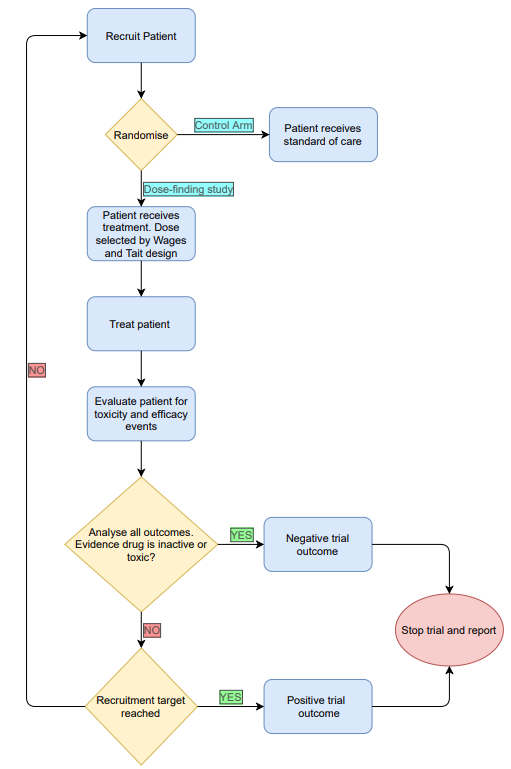 Recruit Patient
Randomise
Control Arm
Patient receives
standard of care
Dose-finding study
Patient receives
treatment. Dose
selected by Wages
and Tait design
Treat patient
NO
Evaluate patient for
toxicity and efficacy
events
Analyse all outcomes.
Evidence drug is inactive or
toxic?
YES
Negative trial
outcome
NO
Stop trial and report
Recruitment target
reached
YES
Positive trial
outcome